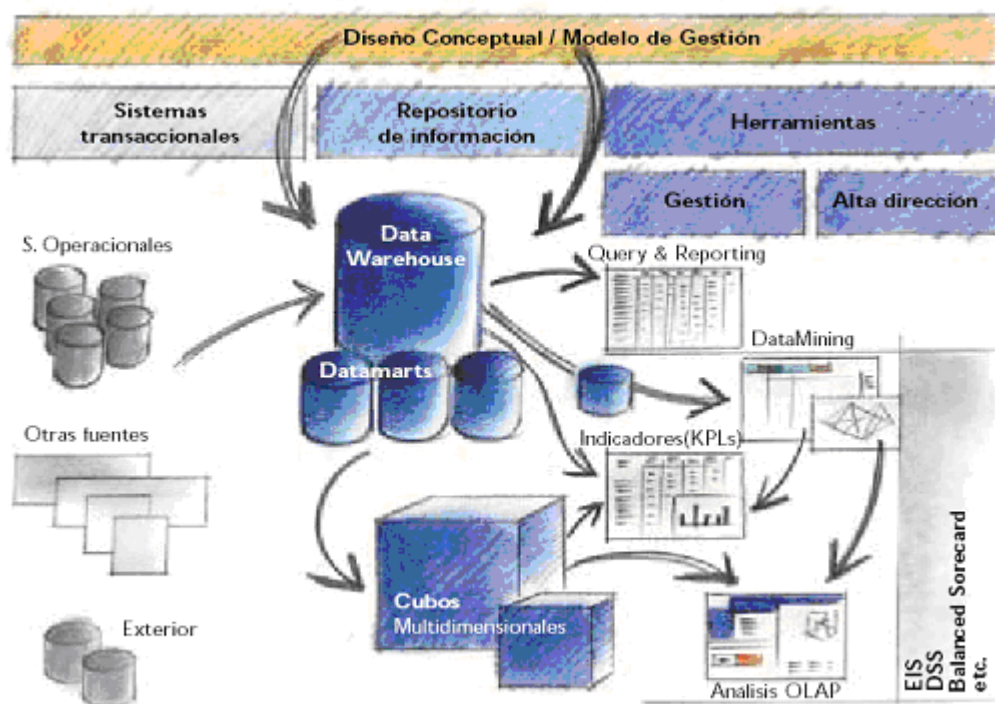 Diseño Conceptual / Modelo de Gestión
Sistemas
transaccionales
Repositorio
de información
Herramientas
Gestión
Alta dirección
S. Operacionales
Data
Warehouse
Query & Reporting
DataMining
Datamarts
Otras fuentes
Indicadores(KPLs)
Cubos
Multidimensionales
Exterior
Análisis OLAP
EIS
DSS
Balanced Sorecard
etc.